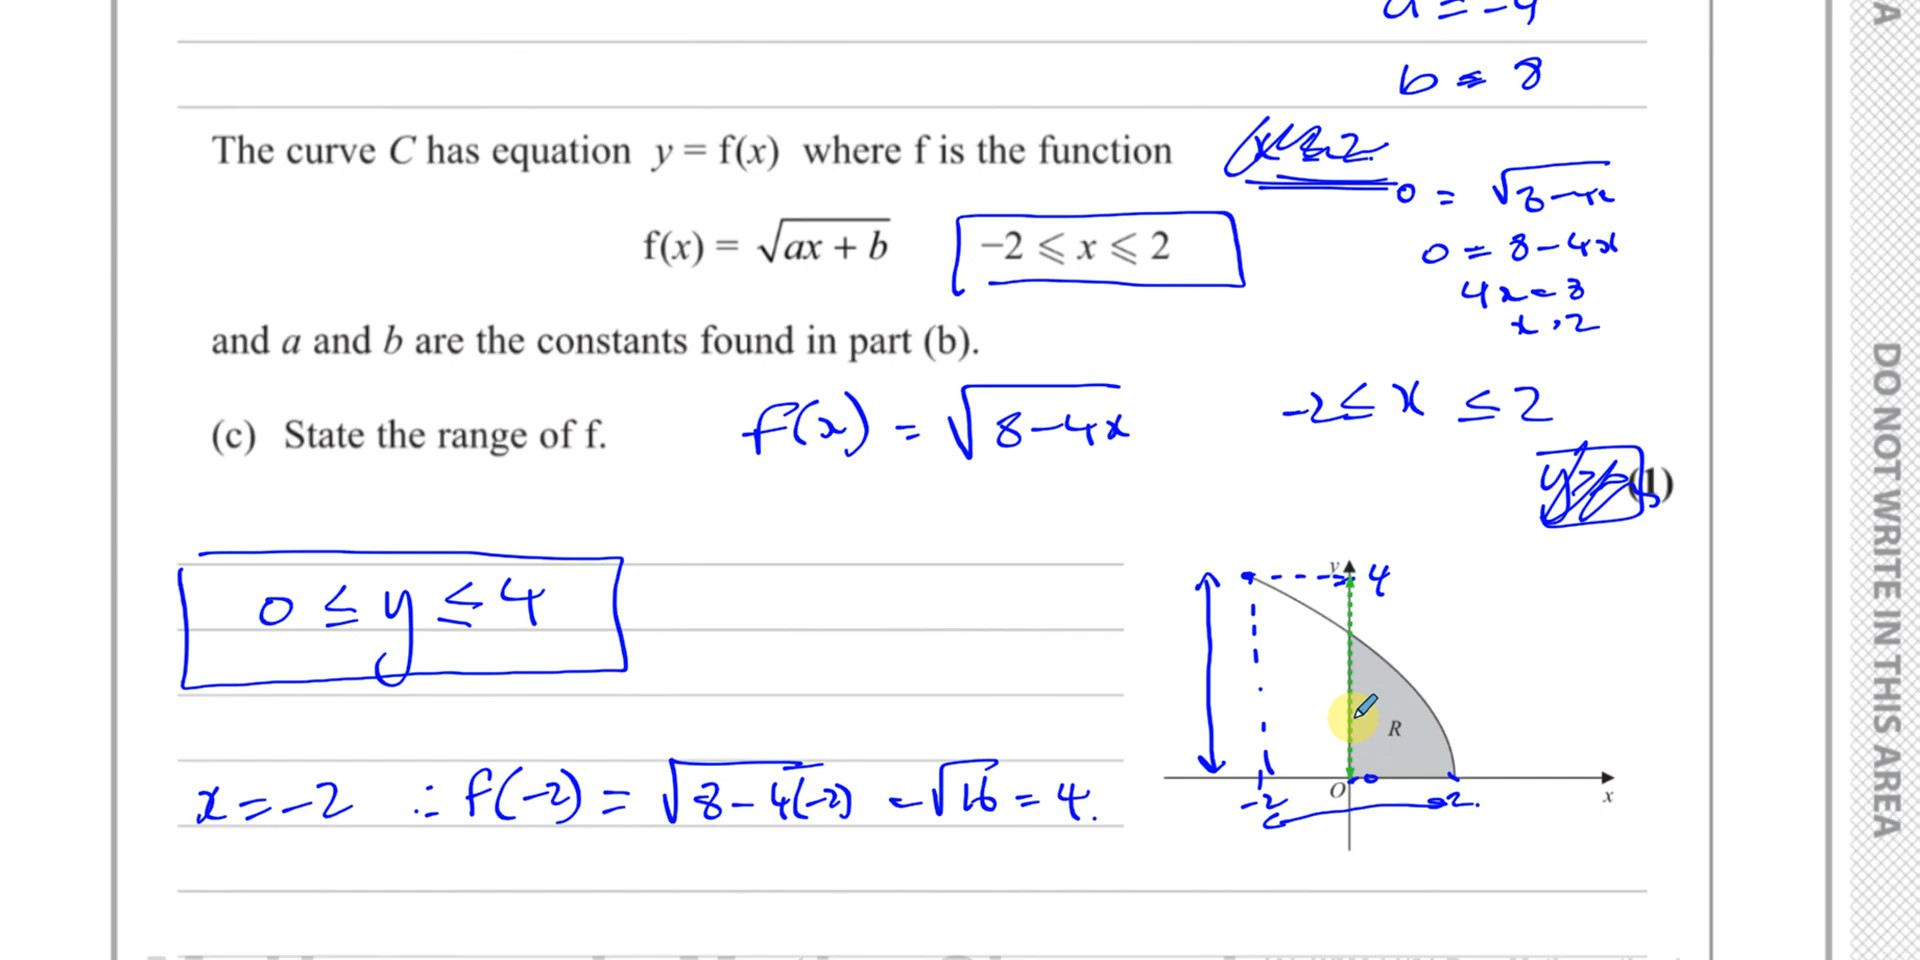 a = -4
b = 8
The curve C has equation y = f(x) where f is the function
0 = √8-4x
f(x) = √ax + b    -2 ⩽ x ⩽ 2
0 = 8-4x
4x = 8
x = 2
and a and b are the constants found in part (b).
(c) State the range of f.
f(x) = √8-4x    -2 ≤ x ≤ 2
(1)
0 ≤ y ≤ 4
y
4
R
x = -2 ∴ f(-2) = √8-4(-2) = √16 = 4.
O
x
-2
0
2.
A
DO NOT WRITE IN THIS AREA